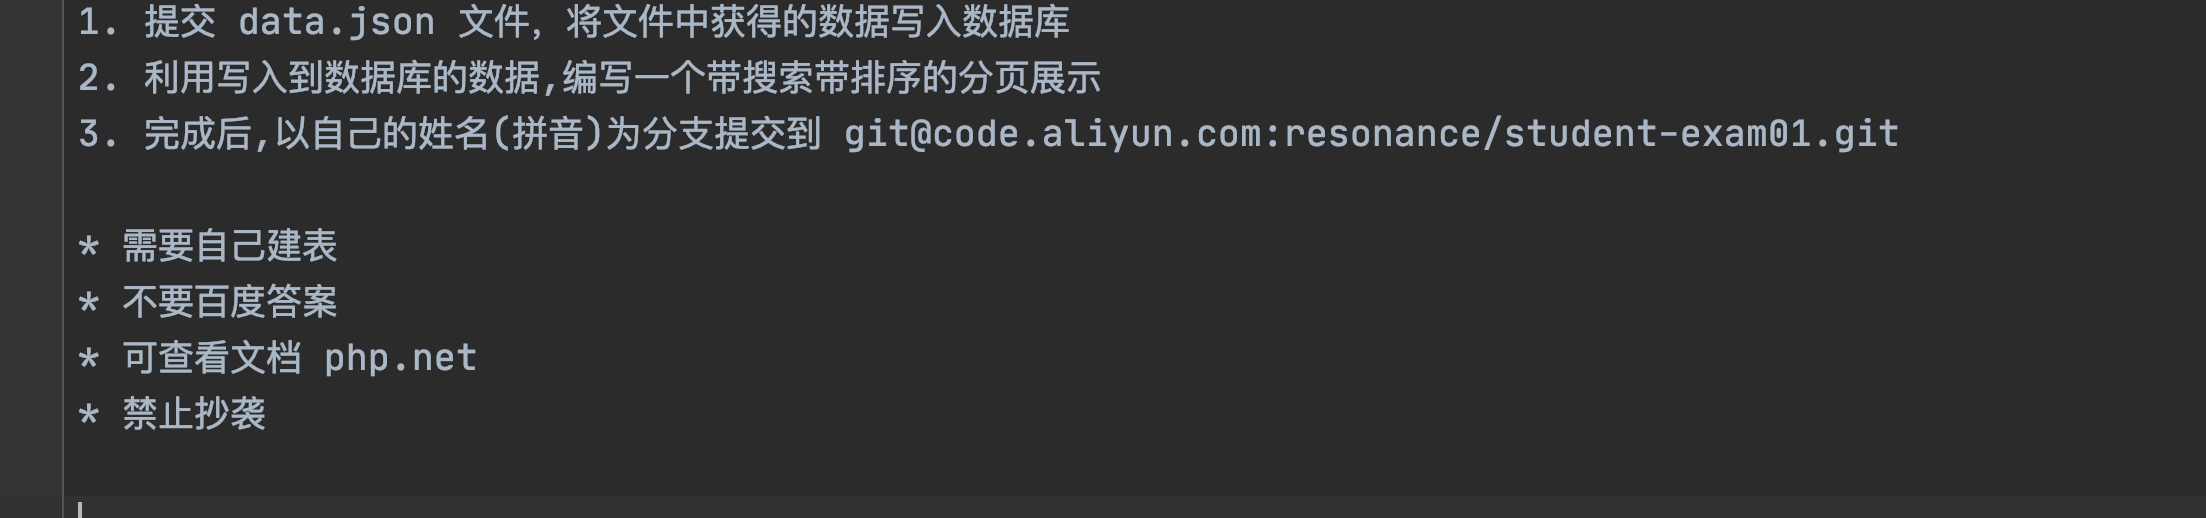 1. 提交 data.json 文件, 将文件中获得的数据写入数据库
2. 利用写入到数据库的数据,编写一个带搜索带排序的分页展示
3. 完成后,以自己的姓名(拼音)为分支提交到 git@code.aliyun.com:resonance/student-exam01.git
* 需要自己建表
* 不要百度答案
* 可查看文档 php.net
* 禁止抄袭